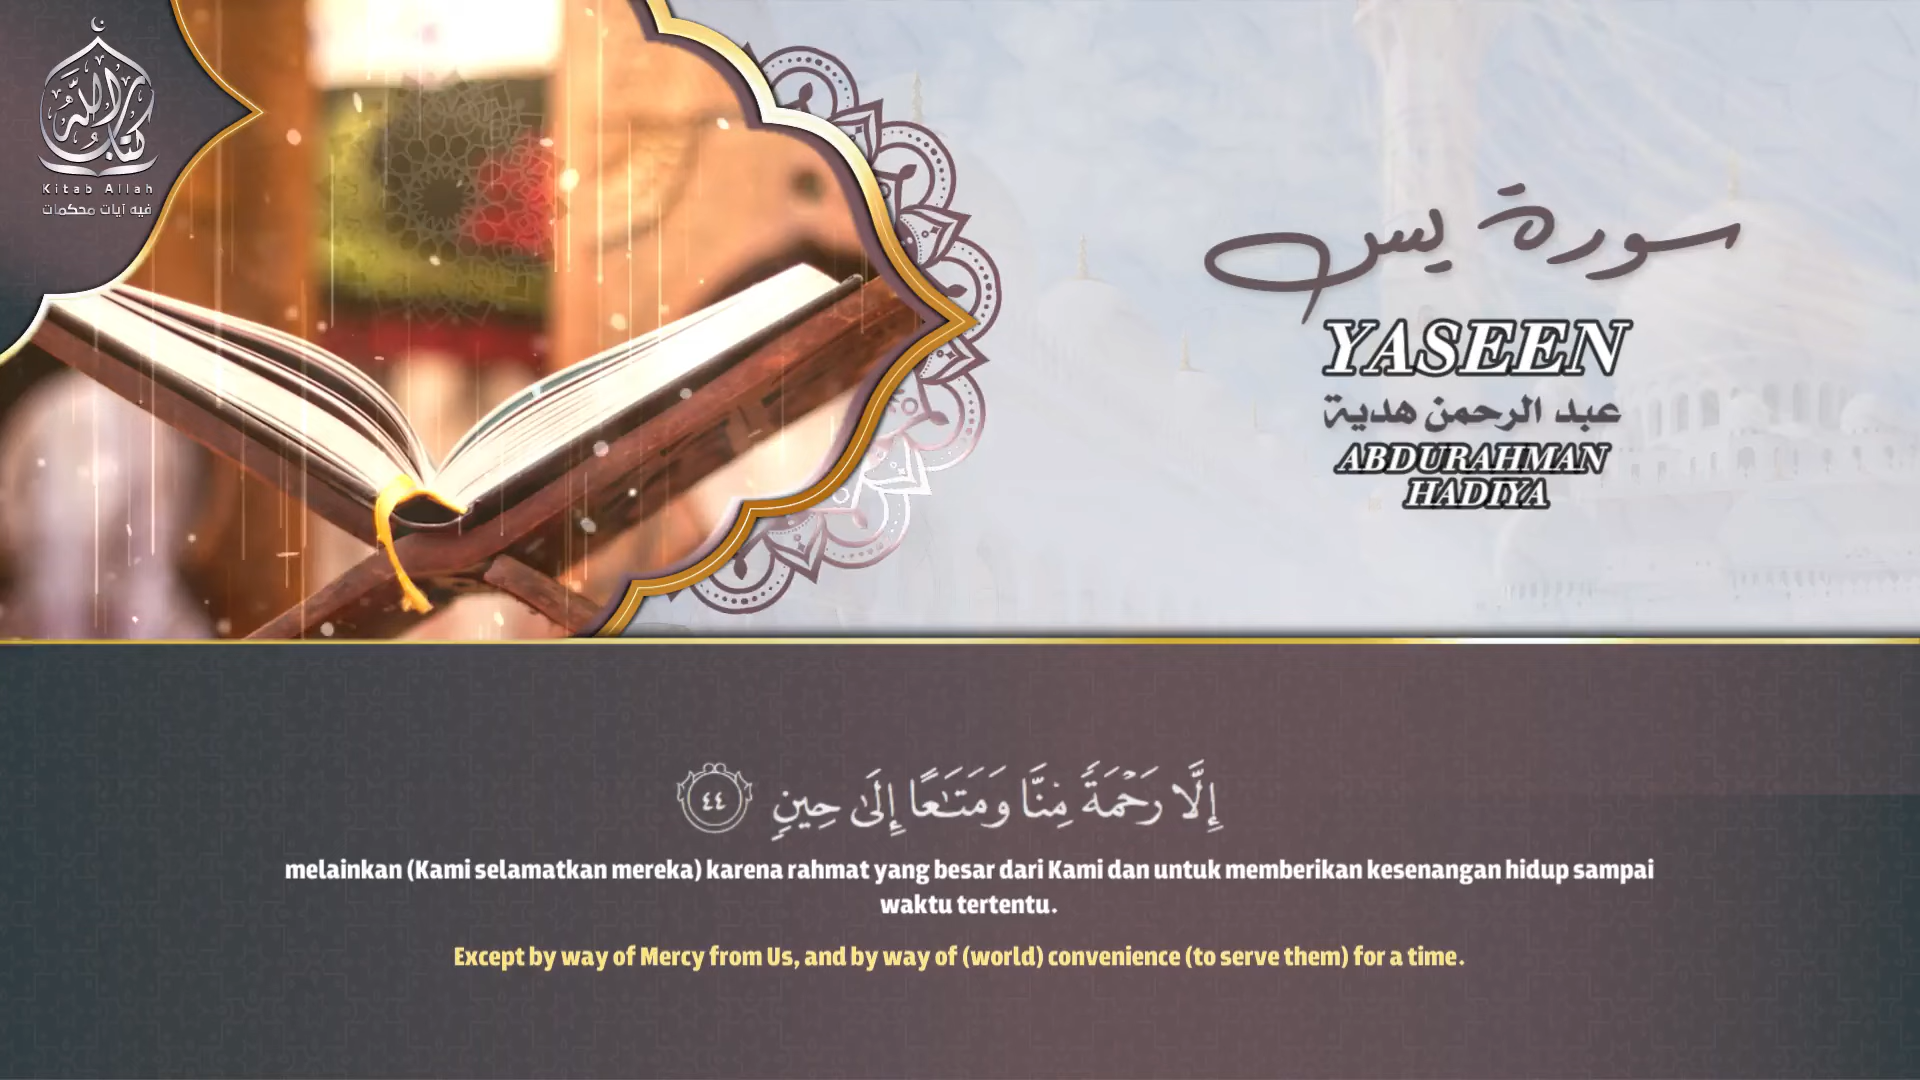 كتاب الله
Kitab Allah
فيه آيات محكمات
سورة يس
YASEEN
عبد الرحمن هدية
ABDURAHMAN
HADIYA
إِلَّا رَحْمَةً مِّنَّا وَمَتَـٰعًا إِلَىٰ حِينٍ ٤٤
melainkan (Kami selamatkan mereka) karena rahmat yang besar dari Kami dan untuk memberikan kesenangan hidup sampai
waktu tertentu.
Except by way of Mercy from Us, and by way of (world) convenience (to serve them) for a time.